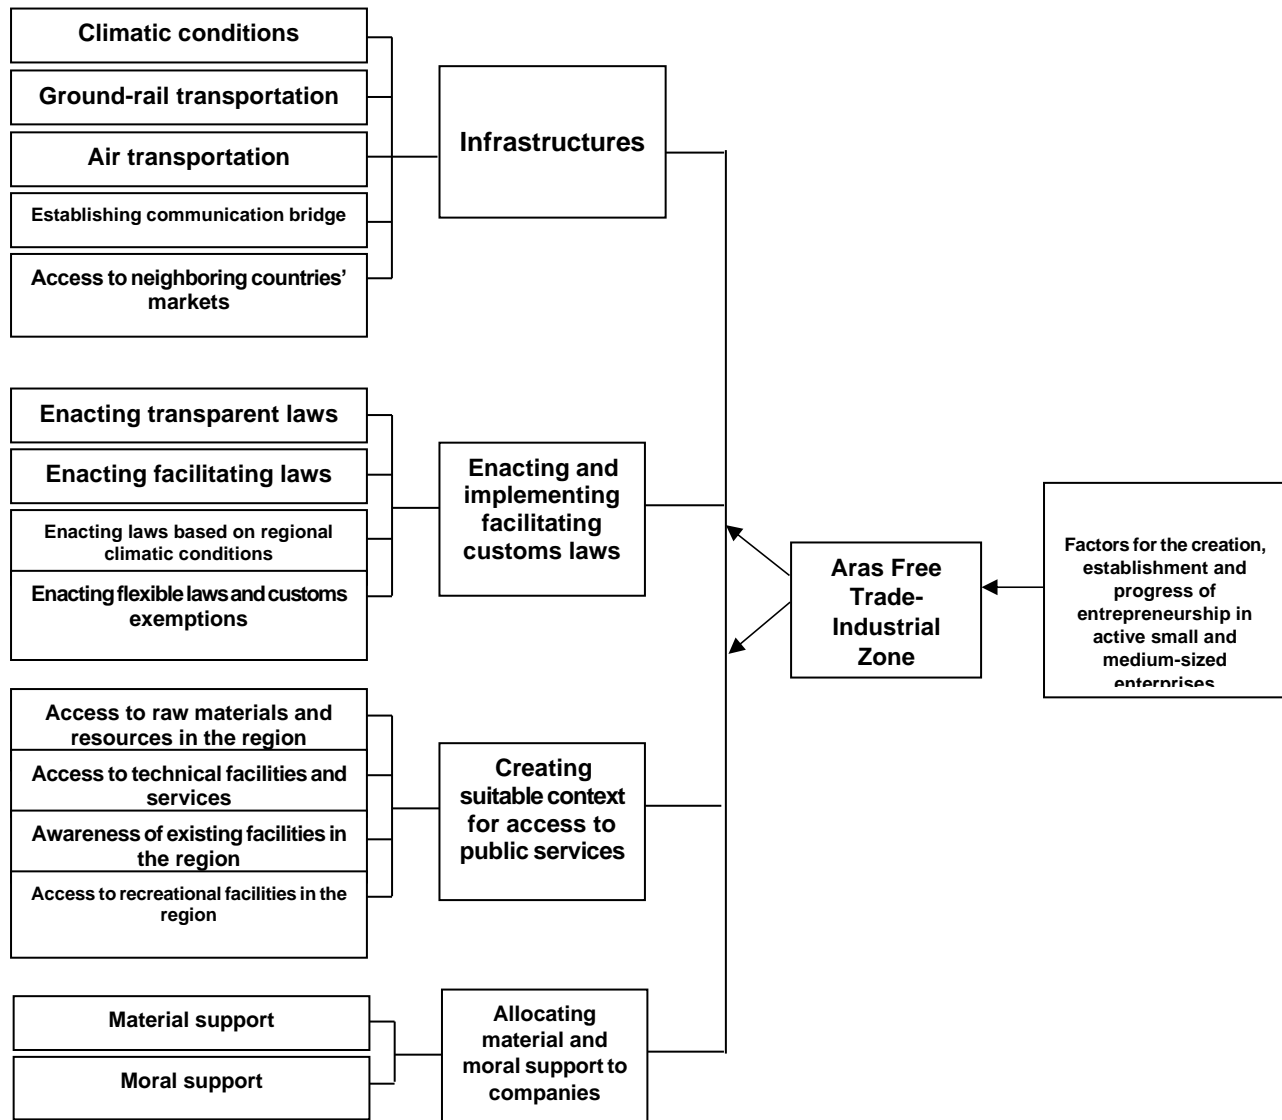 Climatic conditions
Ground-rail transportation
Air transportation
Establishing communication bridge
Access to neighboring countries'
markets
Infrastructures
Enacting transparent laws
Enacting facilitating laws
Enacting laws based on regional
climatic conditions
Enacting flexible laws and customs
exemptions
Enacting and
implementing
facilitating
customs laws
Access to raw materials and
resources in the region
Access to technical facilities and
services
Awareness of existing facilities in
the region
Access to recreational facilities in the
region
Creating
suitable context
for access to
public services
Material support
Moral support
Allocating
material and
moral support to
companies
Aras Free
Trade-
Industrial
Zone
Factors for the creation,
establishment and
progress of
entrepreneurship in
active small and
medium-sized
enterprises